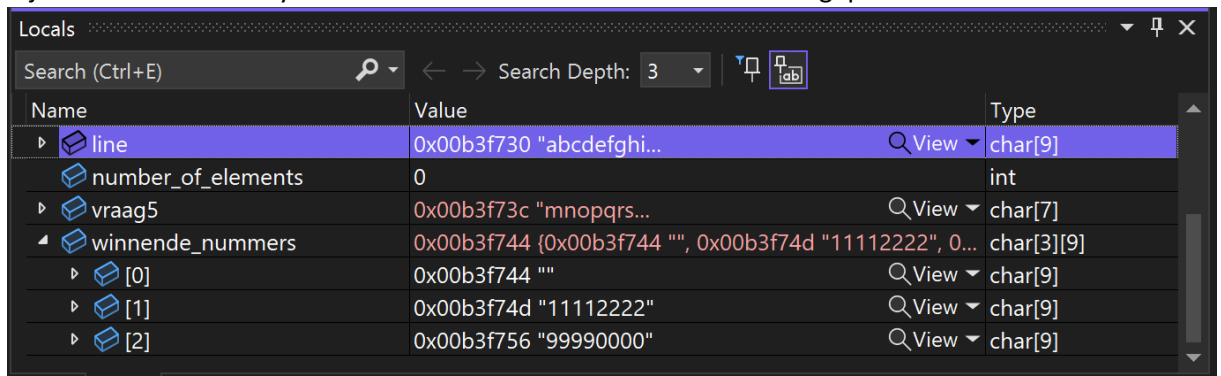 Locals
Search (Ctrl+E) Search Depth: 3
Name Value Type
line 0x00b3f730 "abcdefghi... View char[9]
number_of_elements 0 int
vraag5 0x00b3f73c "mnopqrs... View char[7]
winnende_nummers 0x00b3f744 {0x00b3f744 "", 0x00b3f74d "11112222", 0... char[3][9]
[0] 0x00b3f744 "" View char[9]
[1] 0x00b3f74d "11112222" View char[9]
[2] 0x00b3f756 "99990000" View char[9]